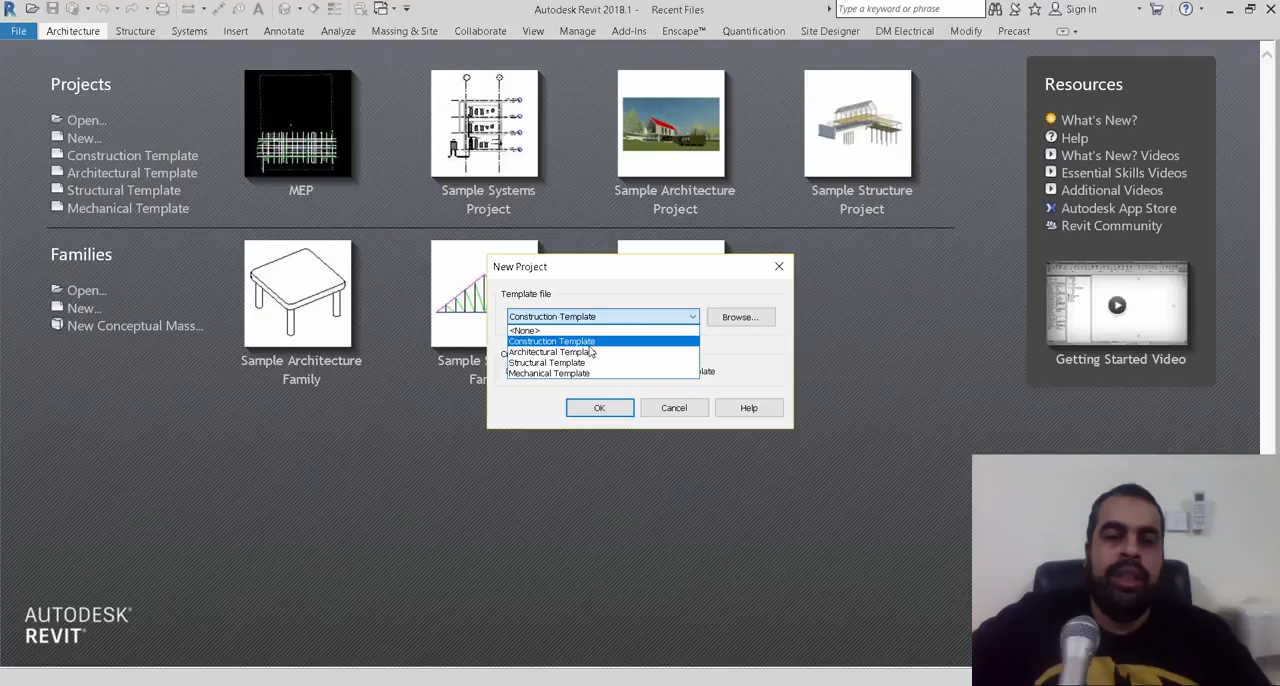 Autodesk Revit 2018.1 - Recent Files
Type a keyword or phrase
Sign In
File Architecture Structure Systems Insert Annotate Analyze Massing & Site Collaborate View Manage Add-Ins Enscape™ Quantification Site Designer DM Electrical Modify Precast
Projects
Open...
New...
Construction Template
Architectural Template
Structural Template
Mechanical Template
MEP
Sample Systems
Project
Sample Architecture
Project
Sample Structure
Project
Families
Open...
New...
New Conceptual Mass...
Sample Architecture
Family
Sample S
Fam
New Project
Template file
Construction Template
Browse...
<None>
Construction Template
Architectural Templa
Structural Template
Mechanical Template
plate
OK Cancel Help
Resources
What's New?
Help
What's New? Videos
Essential Skills Videos
Additional Videos
Autodesk App Store
Revit Community
Getting Started Video
AUTODESK
REVIT